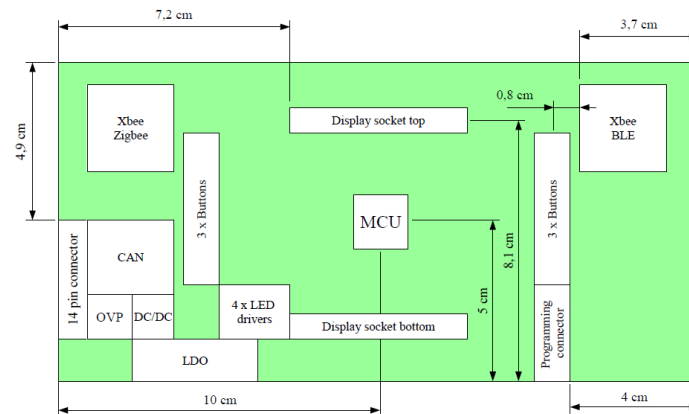 7,2 cm
3,7 cm
0,8 cm
4,9 cm
Xbee
Zigbee
Display socket top
Xbee
BLE
3 x Buttons
3 x Buttons
MCU
8,1 cm
5 cm
14 pin connector
CAN
OVP
DC/DC
4 x LED
drivers
Display socket bottom
Programming
connector
LDO
10 cm
4 cm